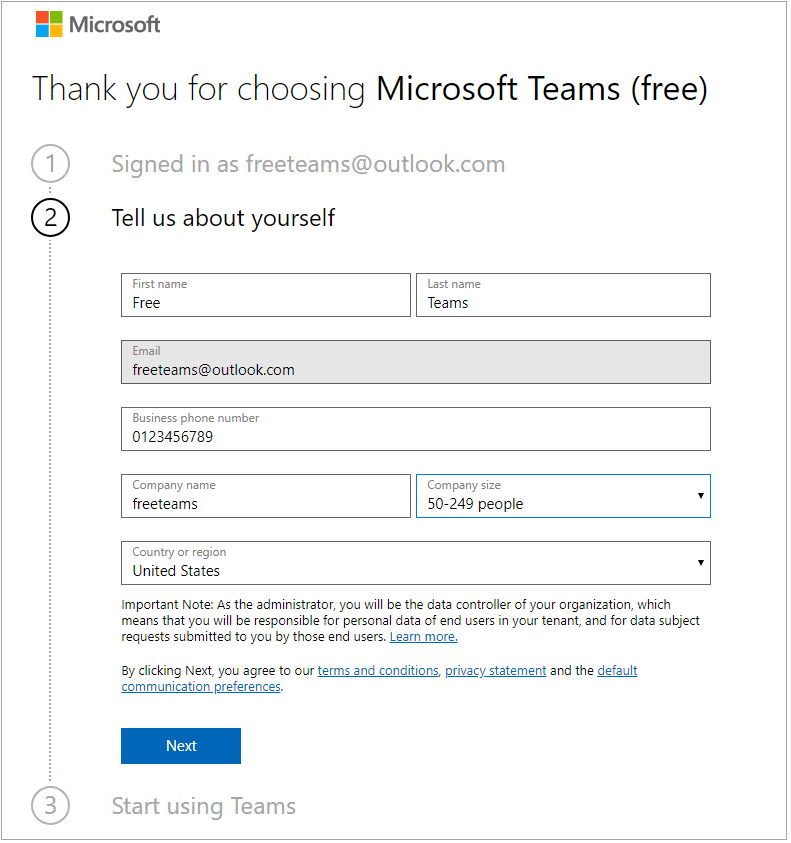 Microsoft
Thank you for choosing Microsoft Teams (free)
1 Signed in as freeteams@outlook.com
2 Tell us about yourself
First name
Free
Last name
Teams
Email
freeteams@outlook.com
Business phone number
0123456789
Company name
freeteams
Company size
50-249 people
Country or region
United States
Important Note: As the administrator, you will be the data controller of your organization, which
means that you will be responsible for personal data of end users in your tenant, and for data subject
requests submitted to you by those end users. Learn more.
By clicking Next, you agree to our terms and conditions, privacy statement and the default
communication preferences.
Next
3 Start using Teams